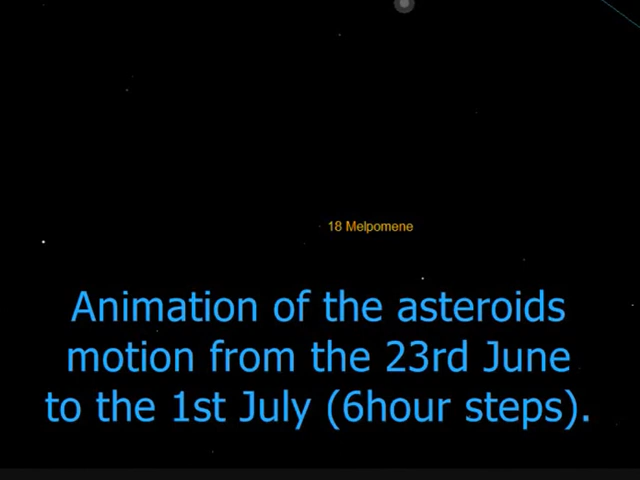 18 Melpomene
Animation of the asteroids
motion from the 23rd June
to the 1st July (6hour steps).